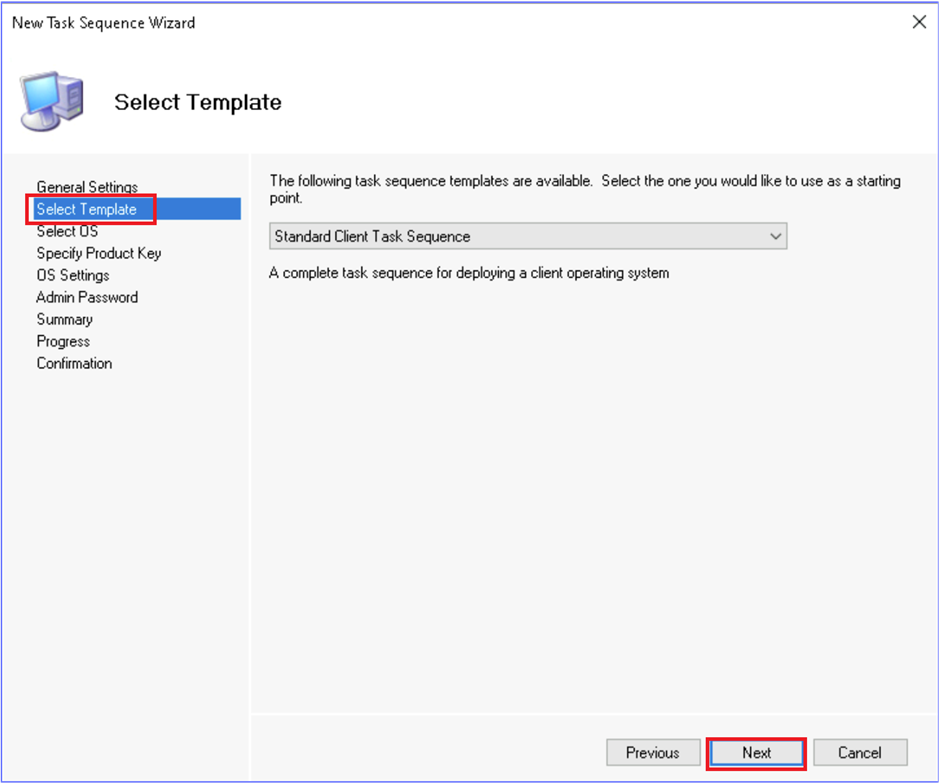 New Task Sequence Wizard
Select Template
General Settings
Select Template
Select OS
Specify Product Key
OS Settings
Admin Password
Summary
Progress
Confirmation
The following task sequence templates are available.  Select the one you would like to use as a starting
point.
Standard Client Task Sequence
A complete task sequence for deploying a client operating system
Previous
Next
Cancel